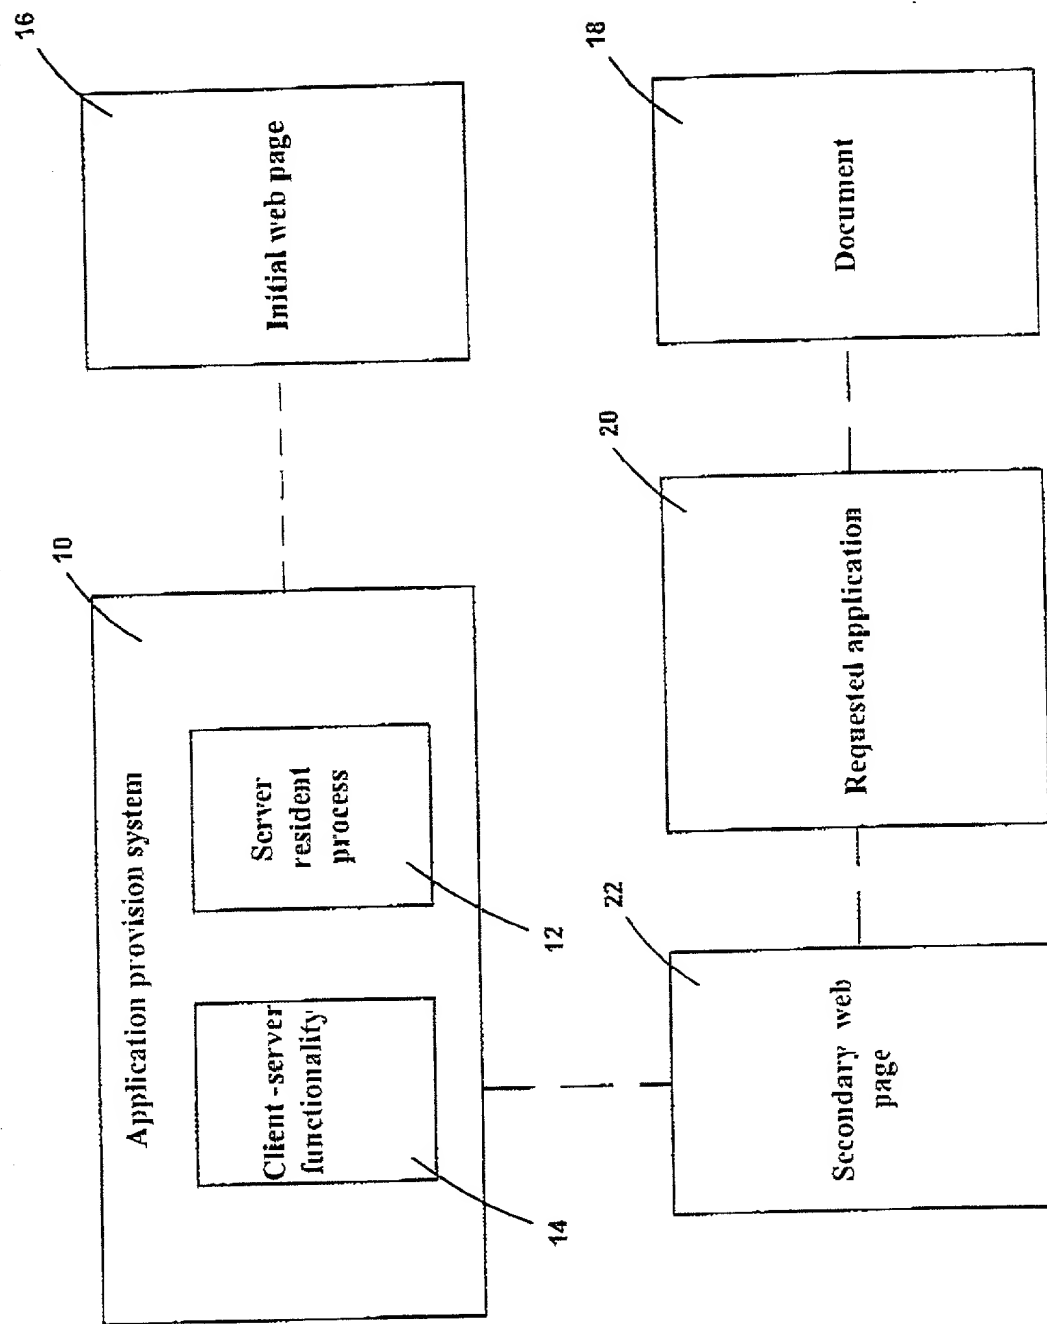 10
16
Application provision system
Client-server
functionality
Server
resident
process
Initial web page
14
12
22
20
18
Secondary web
page
Requested application
Document